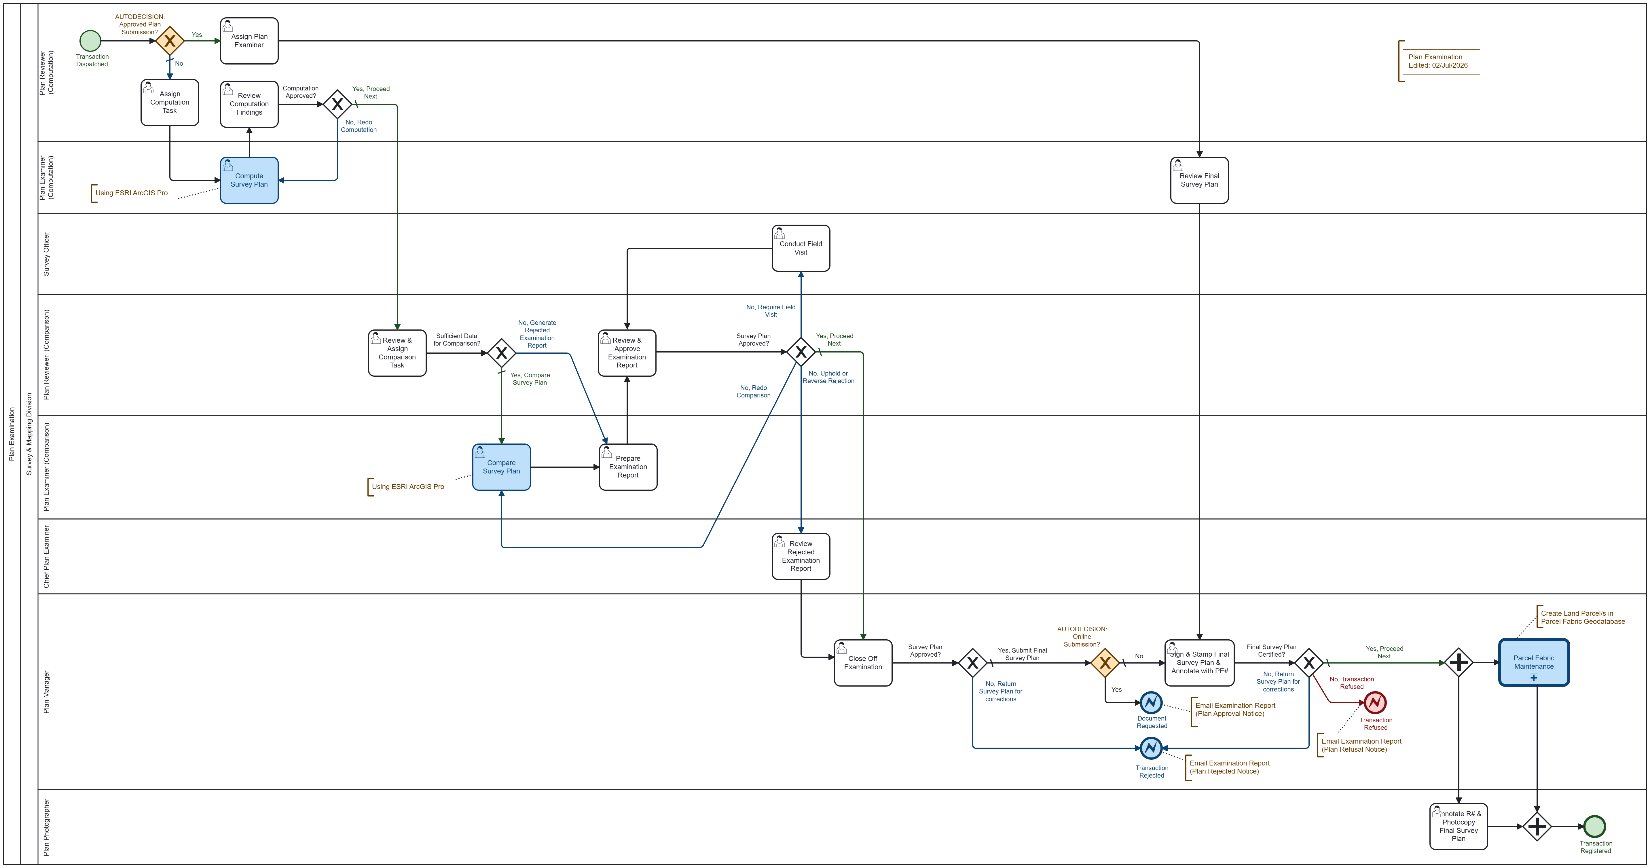 Plan Examination
Survey & Mapping Division
Plan Reviewer
(Computation)
Transaction
Dispatched
AUTODECISION:
Approved Plan
Submission?
Yes
No
Assign Plan
Examiner
Assign
Computation
Task
Review
Computation
Findings
Computation
Approved?
Yes, Proceed
Next
No, Redo
Computation
Plan Examination
Edited: 02/Jul/2026
Plan Examiner
(Computation)
Using ESRI ArcGIS Pro
Compute
Survey Plan
Review Final
Survey Plan
Survey Officer
Conduct Field
Visit
Plan Reviewer (Comparison)
Review &
Assign
Comparison
Task
Sufficient Data
for Comparison?
No, Generate
Rejected
Examination
Report
Yes, Compare
Survey Plan
Review &
Approve
Examination
Report
Survey Plan
Approved?
No, Require Field
Visit
Yes, Proceed
Next
No, Uphold or
Reverse Rejection
No, Redo
Comparison
Plan Examiner (Comparison)
Using ESRI ArcGIS Pro
Compare
Survey Plan
Prepare
Examination
Report
Chief Plan Examiner
Review
Rejected
Examination
Report
Plan Manager
Close Off
Examination
Survey Plan
Approved?
Yes, Submit Final
Survey Plan
No, Return
Survey Plan for
corrections
AUTODECISION:
Online
Submission?
No
Yes
Document
Requested
Email Examination Report
(Plan Approval Notice)
Transaction
Rejected
Email Examination Report
(Plan Rejected Notice)
Sign & Stamp Final
Survey Plan &
Annotate with PE#
Final Survey Plan
Certified?
No, Return
Survey Plan for
corrections
Yes, Proceed
Next
No, Transaction
Refused
Transaction
Refused
Email Examination Report
(Plan Refusal Notice)
Create Land Parcel/s in
Parcel Fabric Geodatabase
Parcel Fabric
Maintenance
Plan Photographer
Annotate R# &
Photocopy
Final Survey
Plan
Transaction
Registered